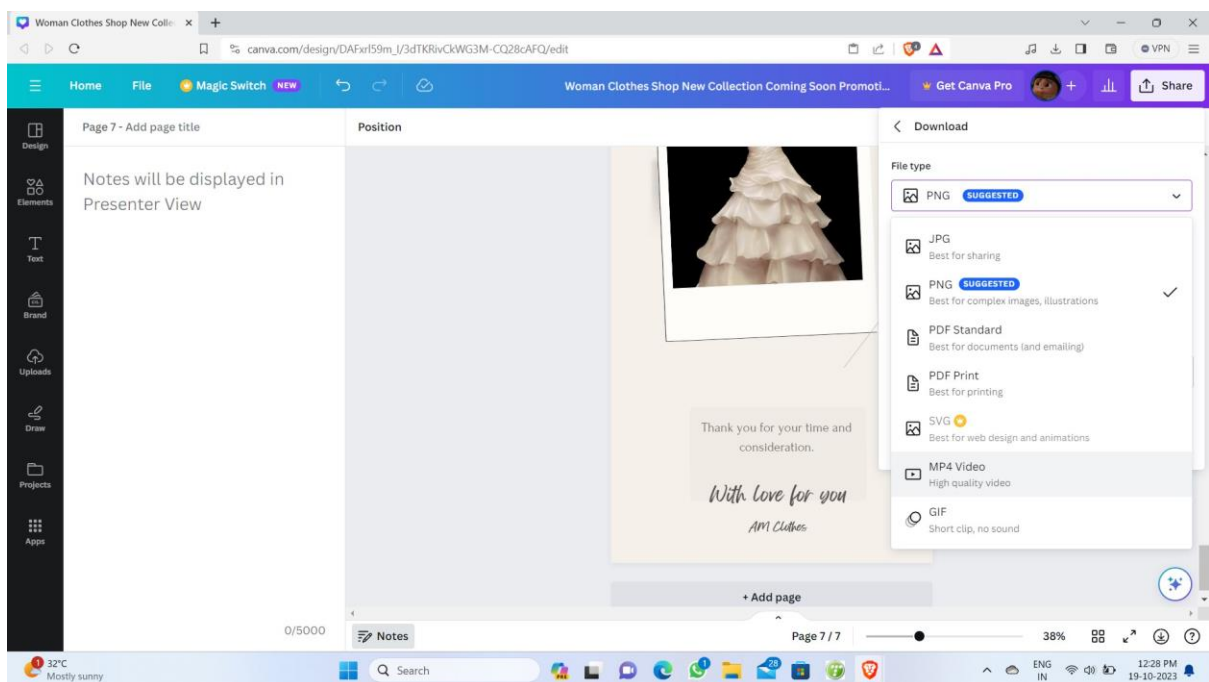 Woman Clothes Shop New Colle
canva.com/design/DAFxrl59m_I/3dTKRivCkWG3M-CQ28cAFQ/edit
VPN
Home File Magic Switch NEW
Woman Clothes Shop New Collection Coming Soon Promoti...
Get Canva Pro
Share
Design
Elements
Text
Brand
Uploads
Draw
Projects
Apps
Page 7 - Add page title
Notes will be displayed in
Presenter View
0/5000
Position
Thank you for your time and
consideration.
With love for you
AM Clothes
+ Add page
Download
File type
PNG SUGGESTED
JPG
Best for sharing
PNG SUGGESTED
Best for complex images, illustrations
PDF Standard
Best for documents (and emailing)
PDF Print
Best for printing
SVG
Best for web design and animations
MP4 Video
High quality video
GIF
Short clip, no sound
Notes
Page 7 / 7
38%
32°C
Mostly sunny
Search
28
ENG
IN
12:28 PM
19-10-2023